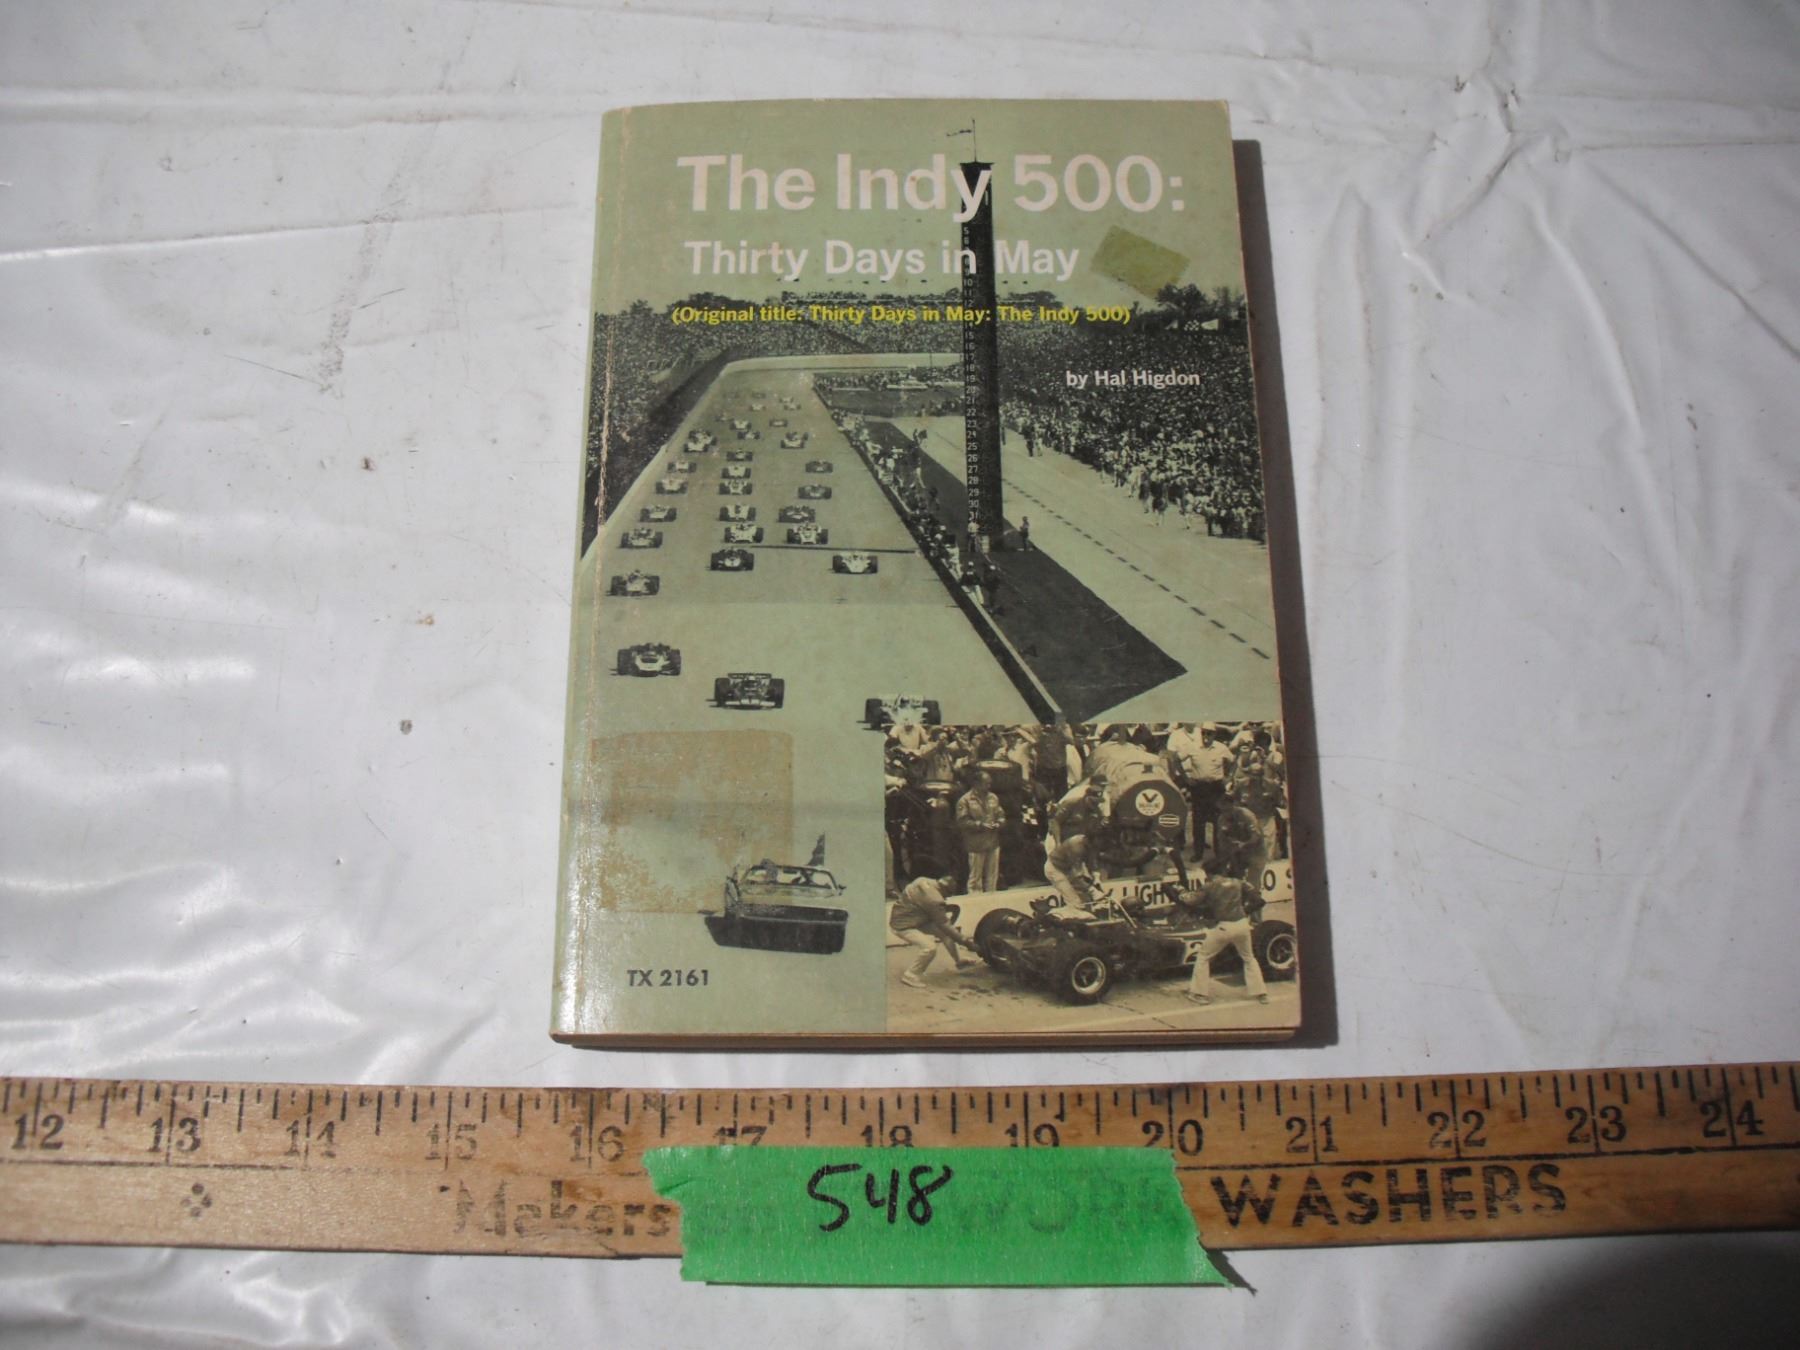 The Indy 500:
Thirty Days in May
(Original title: Thirty Days in May: The Indy 500)
by Hal Higdon
TX 2161
12 13 14 15 16 17 18 19 20 21 22 23 24
Makers WASHERS
548